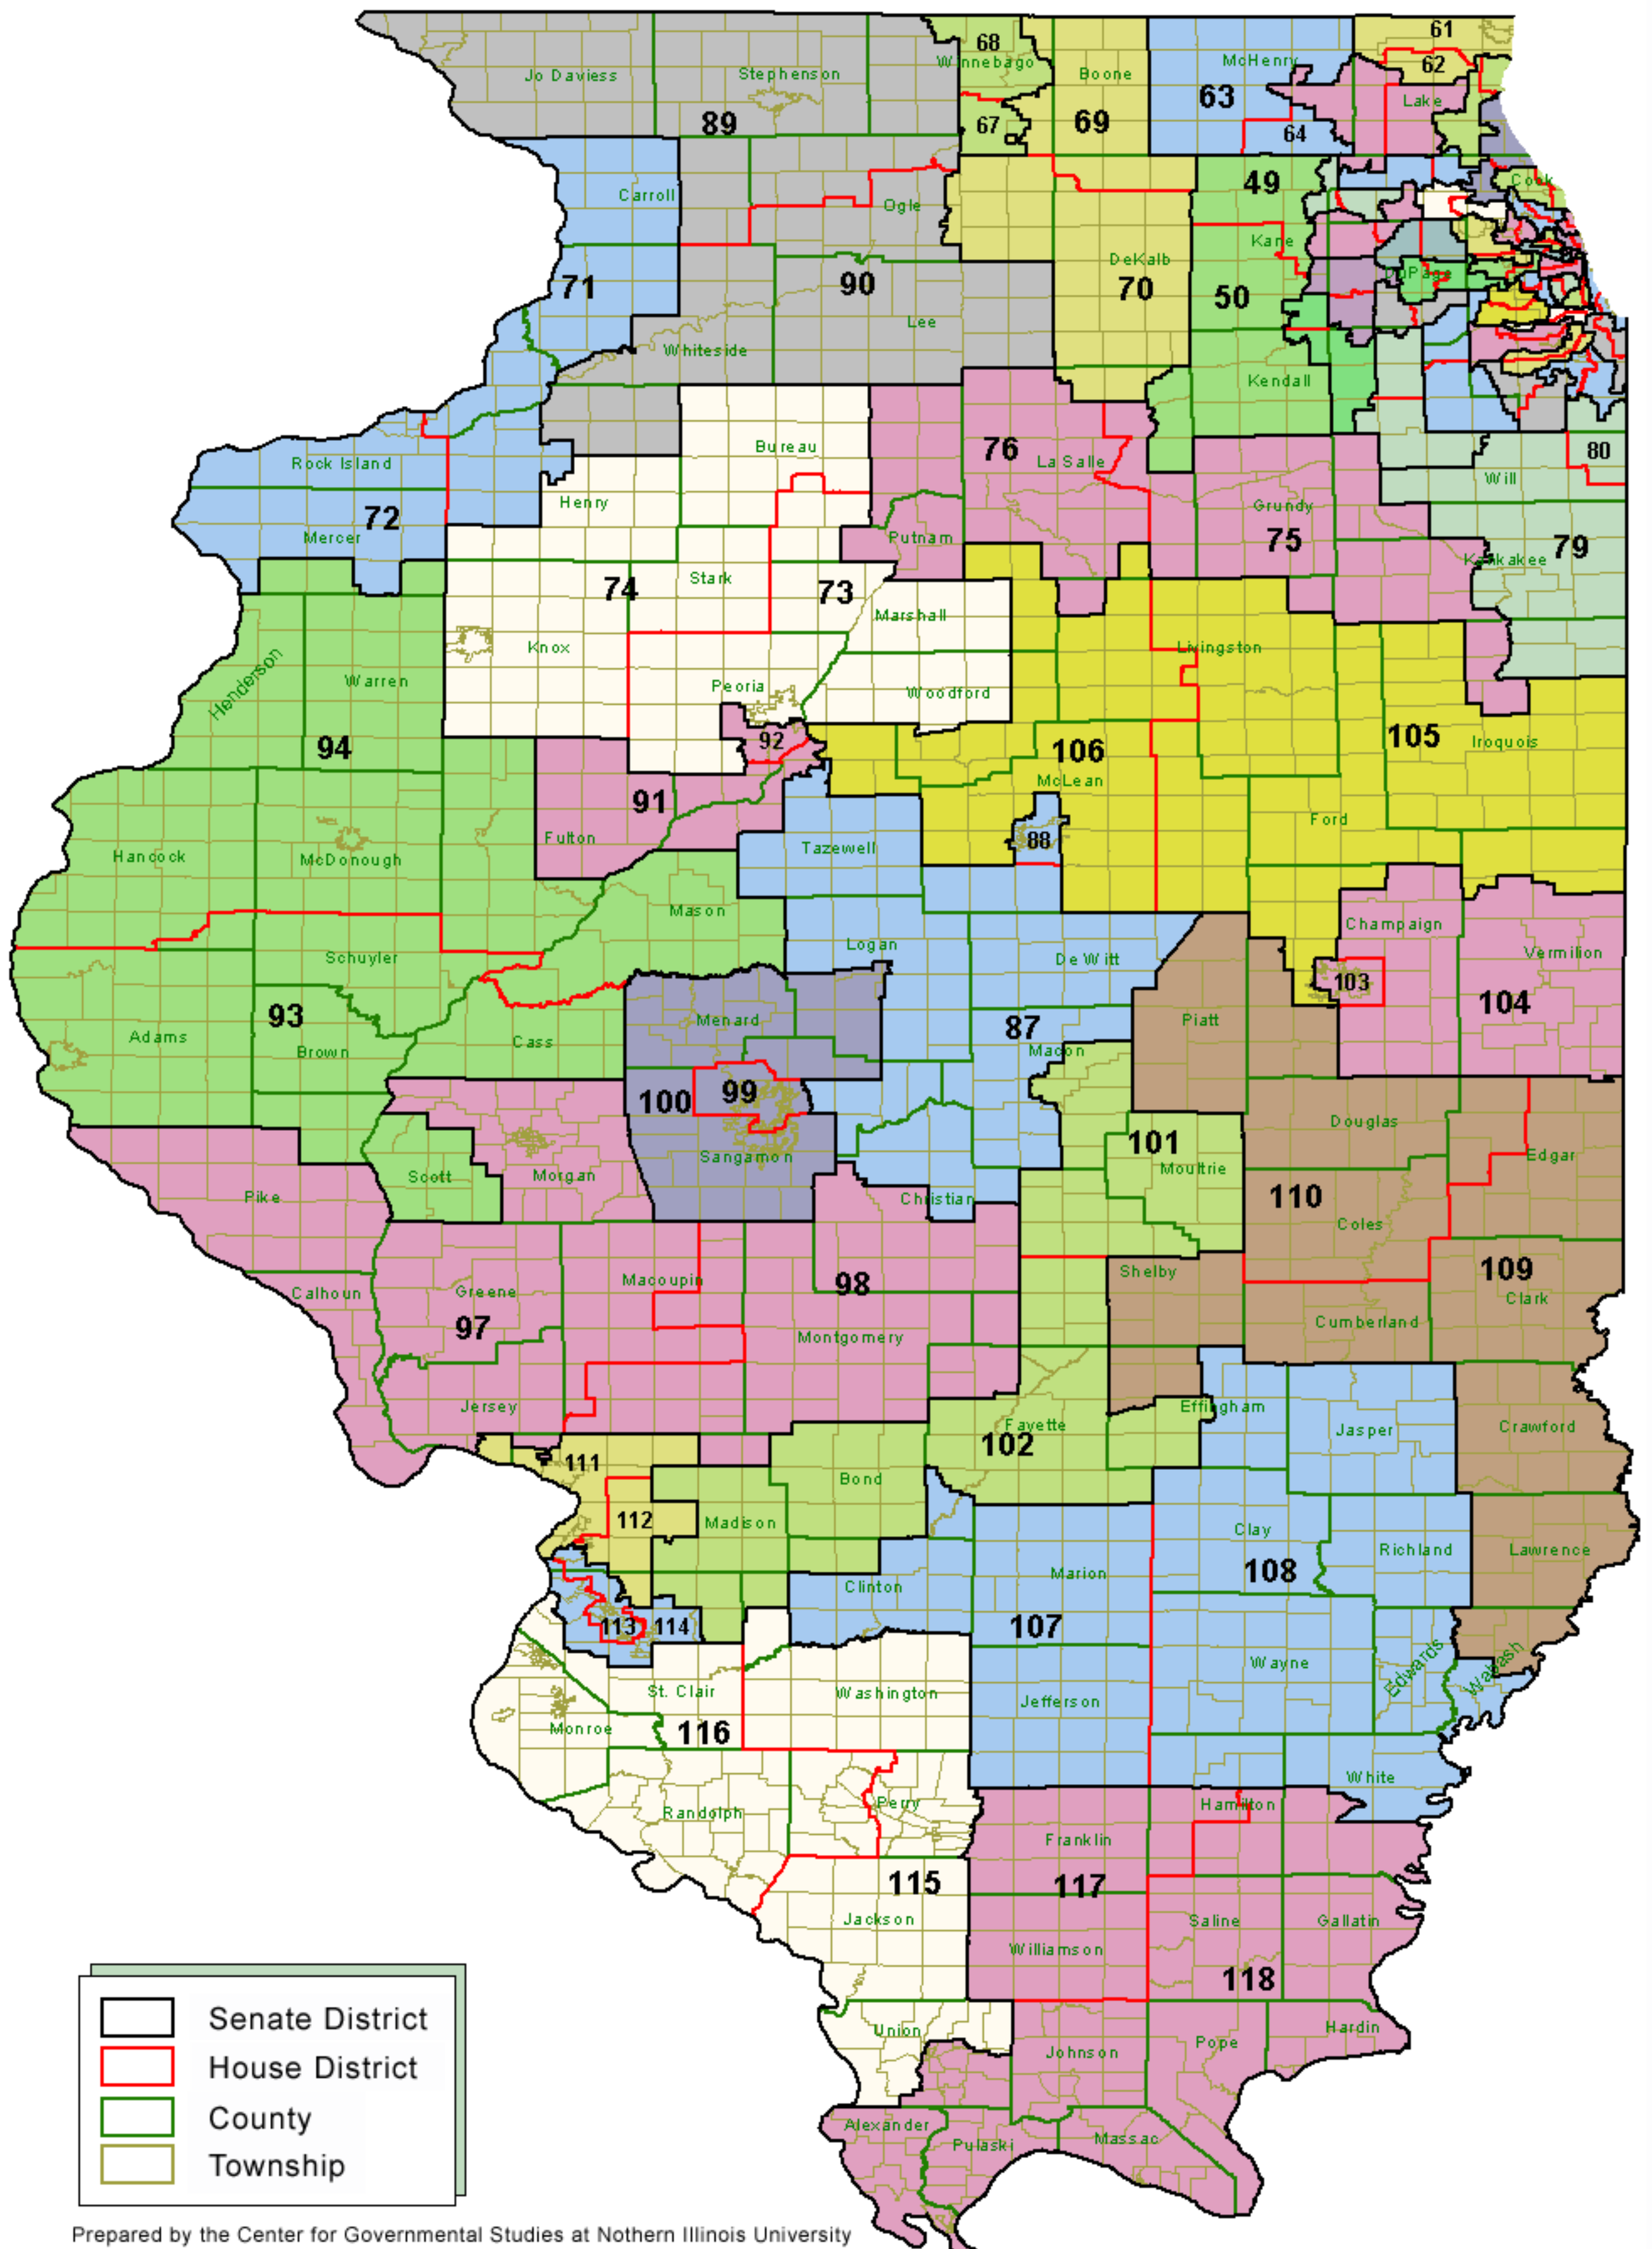 61
68
Winnebago
McHenry
62
Jo Daviess
Stephenson
Boone
63
Lake
89
67
69
64
Carroll
49
Cook
Ogle
Kane
71
90
DeKalb
70
50
DuPage
Lee
Whiteside
Kendall
Rock Island
Bureau
76
La Salle
80
72
Henry
Will
Mercer
Putnam
Grundy
75
79
Kankakee
74
Stark
73
Marshall
Henderson
Warren
Knox
Livingston
Peoria
Woodford
94
92
106
105
Iroquois
McLean
91
Fulton
Ford
Hancock
McDonough
Tazewell
88
Mason
Champaign
Schuyler
Logan
De Witt
Vermilion
103
104
93
Menard
87
Piatt
Adams
Brown
Cass
Macon
100
99
Douglas
101
Scott
Morgan
Sangamon
Moultrie
Edgar
Pike
Christian
110
Coles
Calhoun
Greene
Macoupin
98
Shelby
109
Clark
97
Montgomery
Cumberland
Jersey
Fayette
Effingham
Jasper
Crawford
102
111
Bond
112
Madison
Clay
Richland
Lawrence
Clinton
Marion
108
113
114
107
Wayne
Edwards
Wabash
St. Clair
Washington
Jefferson
Monroe
116
White
Randolph
Perry
Hamilton
Franklin
115
117
Jackson
Saline
Gallatin
Williamson
118
Senate District
House District
County
Township
Union
Johnson
Pope
Hardin
Alexander
Pulaski
Massac
Prepared by the Center for Governmental Studies at Nothern Illinois University